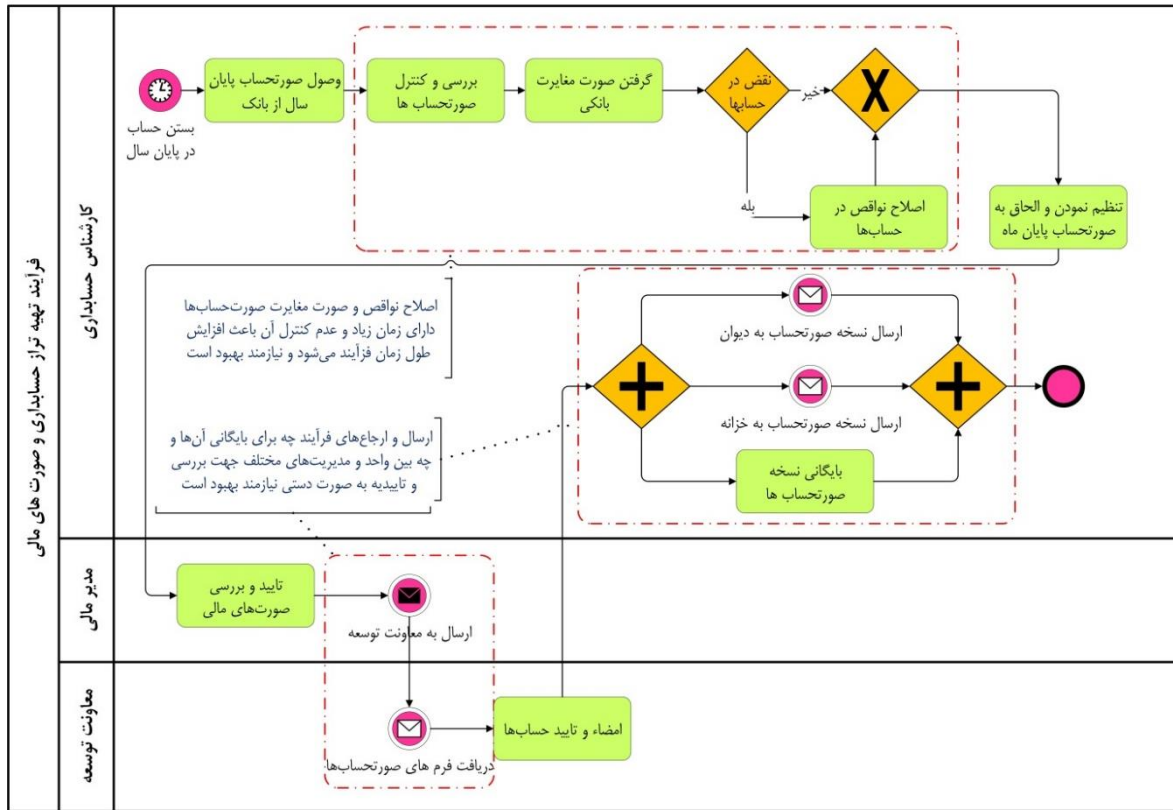 فرآیند تهیه تراز حسابداری و صورت های مالی
کارشناس حسابداری
بستن حساب
در پایان سال
وصول صورتحساب پایان
سال از بانک
بررسی و کنترل
صورتحساب ها
گرفتن صورت مغایرت
بانکی
نقض در
حسابها
خیر
X
بله
اصلاح نواقص در
حساب‌ها
تنظیم نمودن و الحاق به
صورتحساب پایان ماه
اصلاح نواقص و صورت مغایرت صورت‌حساب‌ها
دارای زمان زیاد و عدم کنترل آن باعث افزایش
طول زمان فزآیند می‌شود و نیازمند بهبود است
ارسال و ارجاع‌های فرآیند چه برای بایگانی آن‌ها و
چه بین واحد و مدیریت‌های مختلف جهت بررسی
و تاییدیه به صورت دستی نیازمند بهبود است
ارسال نسخه صورتحساب به دیوان
ارسال نسخه صورتحساب به خزانه
بایگانی نسخه
صورتحساب ها
مدیر مالی
تایید و بررسی
صورت‌های مالی
ارسال به معاونت توسعه
معاونت توسعه
دریافت فرم های صورتحساب‌ها
امضاء و تایید حساب‌ها